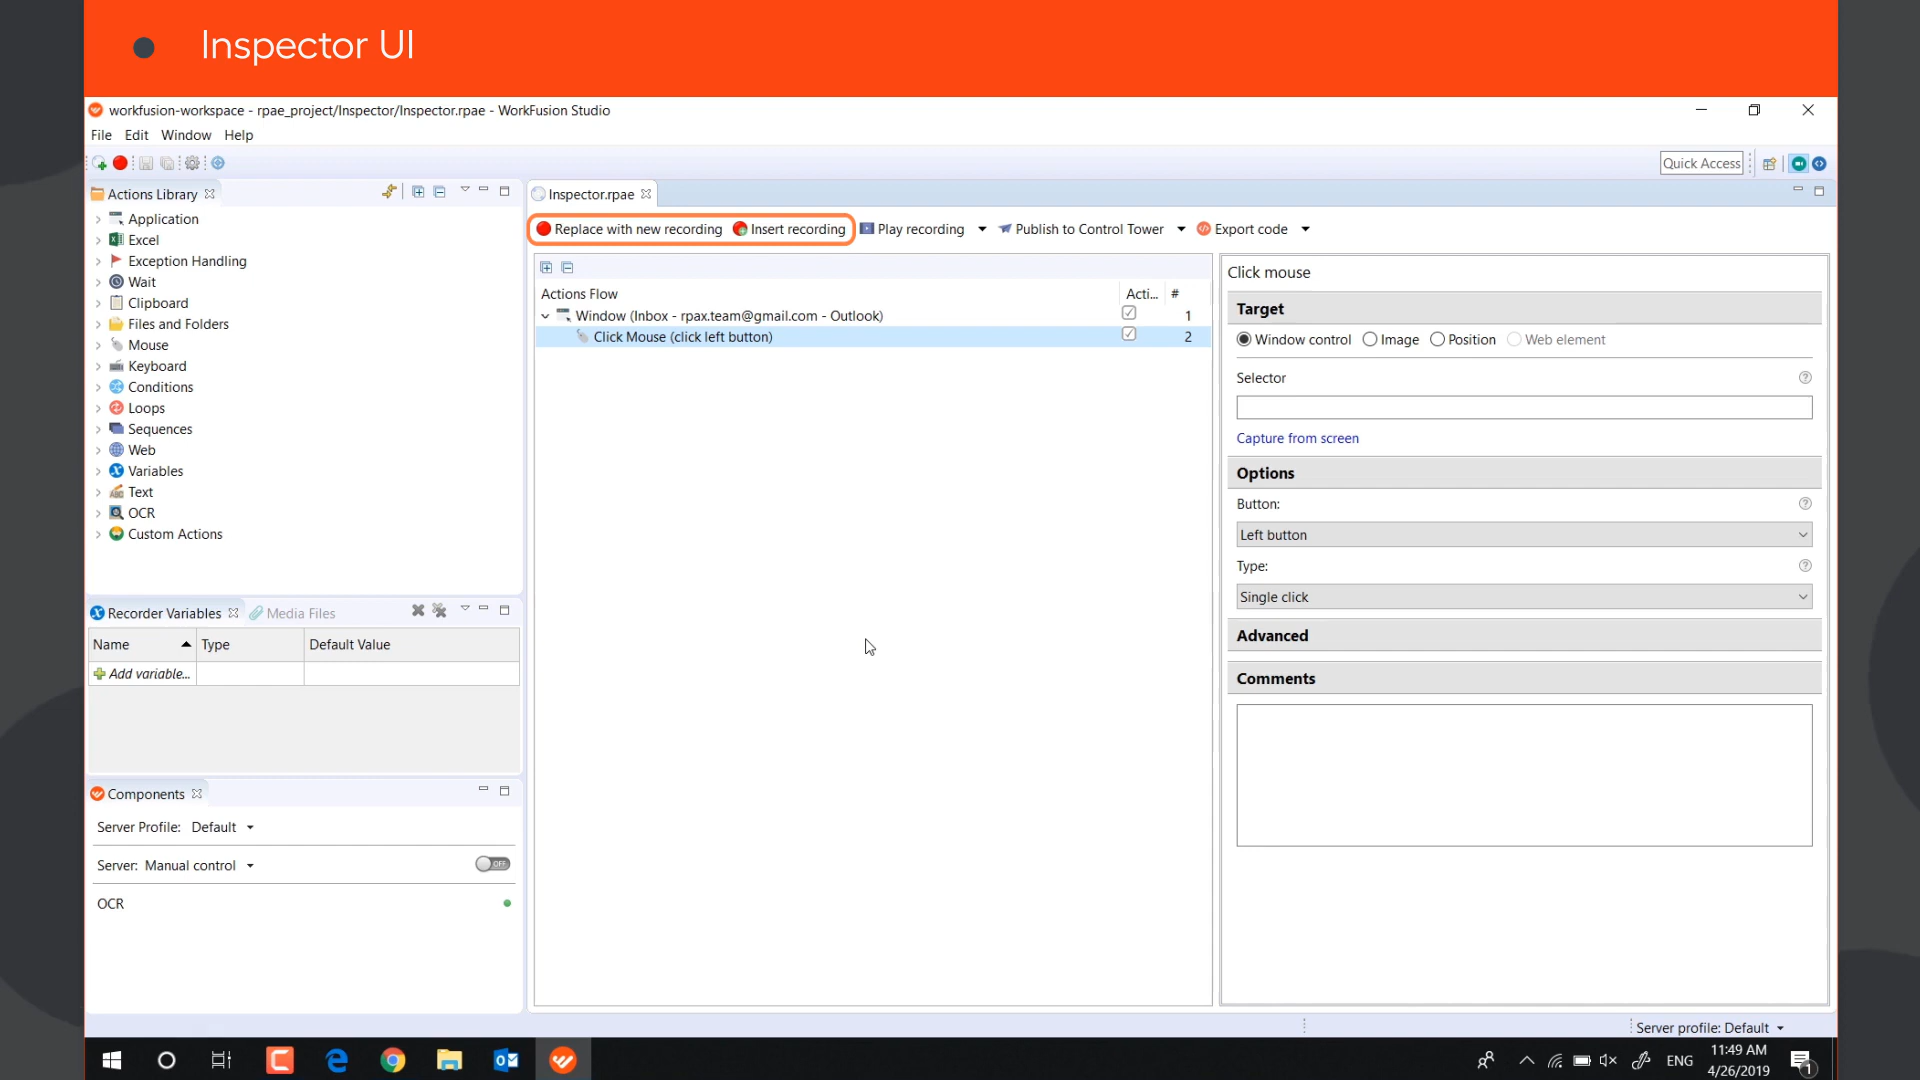 Inspector UI
workfusion-workspace - rpae_project/Inspector/Inspector.rpae - WorkFusion Studio
File Edit Window Help
Quick Access
Actions Library
Application
Excel
Exception Handling
Wait
Clipboard
Files and Folders
Mouse
Keyboard
Conditions
Loops
Sequences
Web
Variables
Text
OCR
Custom Actions
Recorder Variables Media Files
Name Type Default Value
Add variable...
Components
Server Profile: Default
Server: Manual control OFF
OCR
Inspector.rpae
Replace with new recording Insert recording Play recording Publish to Control Tower Export code
Actions Flow Acti... #
Window (Inbox - rpax.team@gmail.com - Outlook) 1
Click Mouse (click left button) 2
Click mouse
Target
Window control Image Position Web element
Selector
Capture from screen
Options
Button:
Left button
Type:
Single click
Advanced
Comments
Server profile: Default
ENG
11:49 AM
4/26/2019
1